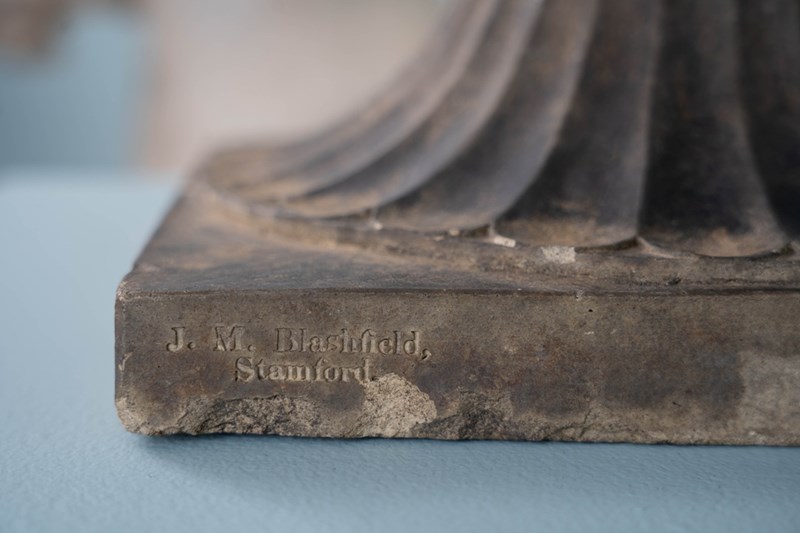 J. M. Blashfield,
Stamford.